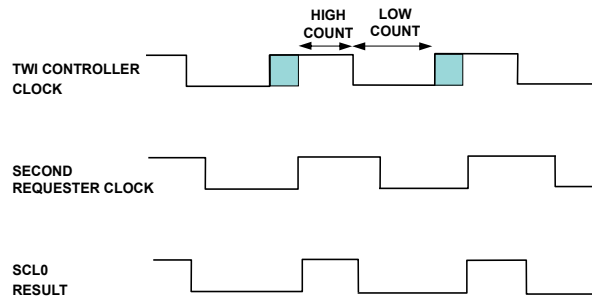 HIGH
COUNT
LOW
COUNT
TWI CONTROLLER
CLOCK
SECOND
REQUESTER CLOCK
SCL0
RESULT